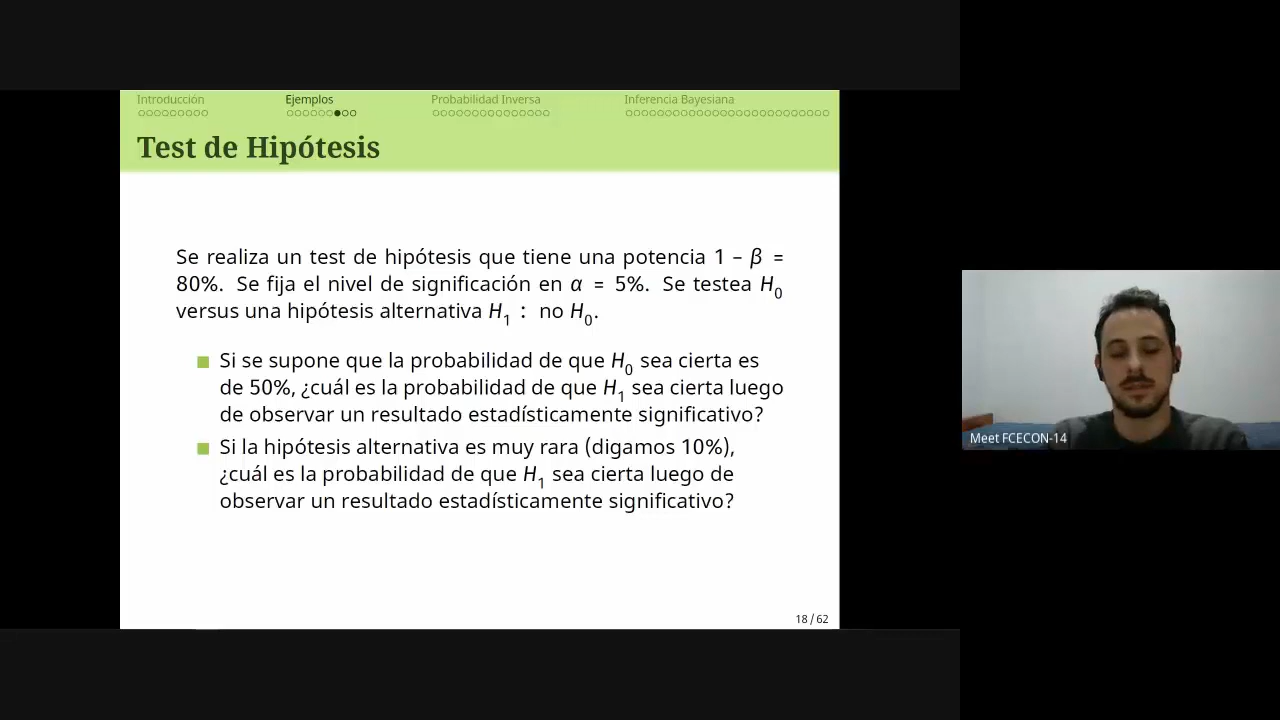 Introducción
Ejemplos
Probabilidad Inversa
Inferencia Bayesiana
Test de Hipótesis
Se realiza un test de hipótesis que tiene una potencia 1 − β =
80%. Se fija el nivel de significación en α = 5%. Se testea H₀
versus una hipótesis alternativa H₁ : no H₀.
Si se supone que la probabilidad de que H₀ sea cierta es
de 50%, ¿cuál es la probabilidad de que H₁ sea cierta luego
de observar un resultado estadísticamente significativo?
Si la hipótesis alternativa es muy rara (digamos 10%),
¿cuál es la probabilidad de que H₁ sea cierta luego de
observar un resultado estadísticamente significativo?
18 / 62
Meet FCECON-14